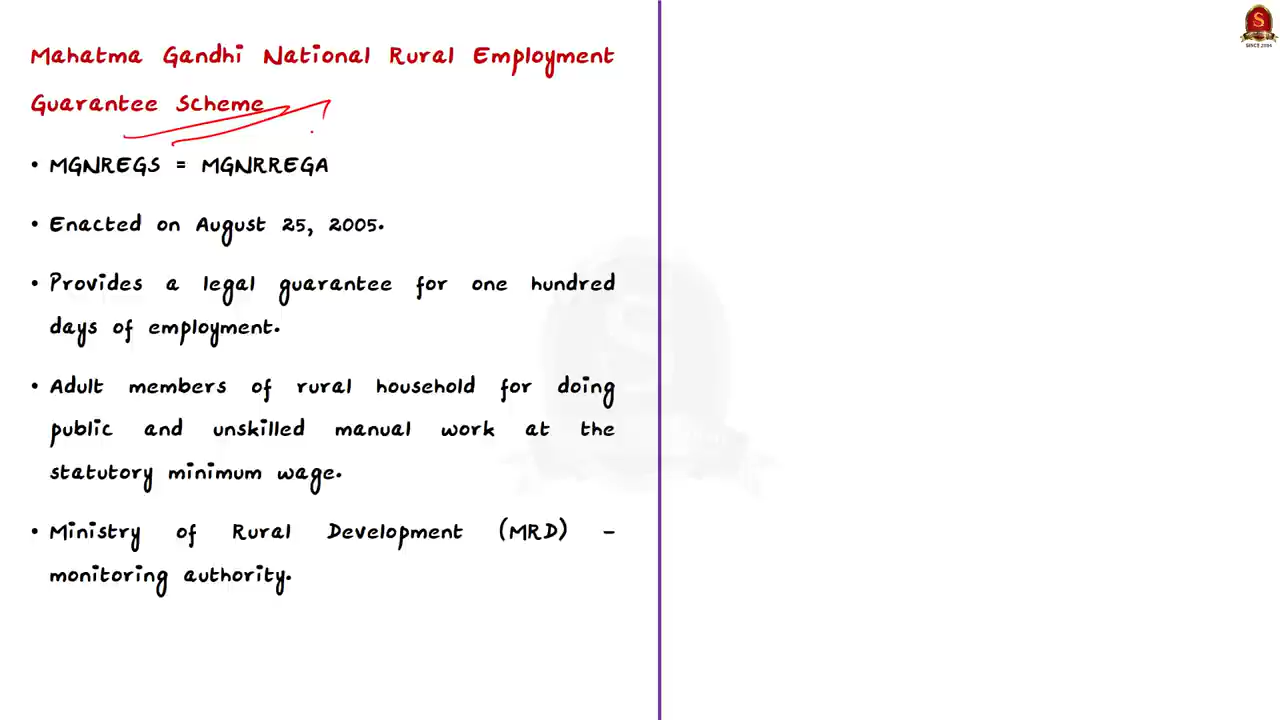 Mahatma Gandhi National Rural Employment
Guarantee Scheme
• MGNREGS = MGNRREGA
• Enacted on August 25, 2005.
• Provides a legal guarantee for one hundred
days of employment.
• Adult members of rural household for doing
public and unskilled manual work at the
statutory minimum wage.
• Ministry of Rural Development (MRD) –
monitoring authority.
S
SINCE 2004